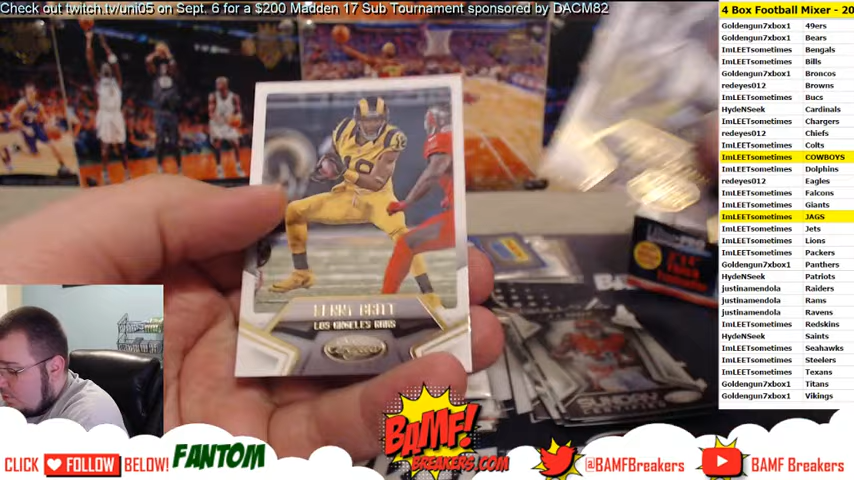 Check out twitch.tv/uni05 on Sept. 6 for a $200 Madden 17 Sub Tournament sponsored by DACM82
4 Box Football Mixer - 20
Goldengun7xbox1 49ers
Goldengun7xbox1 Bears
ImLEETsometimes Bengals
ImLEETsometimes Bills
Goldengun7xbox1 Broncos
redeyes012 Browns
ImLEETsometimes Bucs
HydeNSeek Cardinals
ImLEETsometimes Chargers
redeyes012 Chiefs
ImLEETsometimes Colts
ImLEETsometimes COWBOYS
ImLEETsometimes Dolphins
redeyes012 Eagles
ImLEETsometimes Falcons
ImLEETsometimes Giants
ImLEETsometimes JAGS
ImLEETsometimes Jets
ImLEETsometimes Lions
ImLEETsometimes Packers
Goldengun7xbox1 Panthers
HydeNSeek Patriots
justinamendola Raiders
justinamendola Rams
justinamendola Ravens
ImLEETsometimes Redskins
HydeNSeek Saints
ImLEETsometimes Seahawks
ImLEETsometimes Steelers
ImLEETsometimes Texans
Goldengun7xbox1 Titans
Goldengun7xbox1 Vikings
KENNY BRITT
LOS ANGELES RAMS
SUNDAY
CLICK FOLLOW BELOW!
FANTOM
BAMF!
BREAKERS.COM
@BAMFBreakers
BAMF Breakers